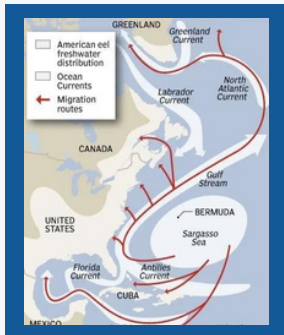 GREENLAND
Greenland
Current
American eel
freshwater
distribution
Ocean
Currents
Migration
routes
Labrador
Current
North
Atlantic
Current
CANADA
Gulf
Stream
UNITED
STATES
BERMUDA
Sargasso
Sea
Florida
Current
Antilles
Current
CUBA
MEXICO